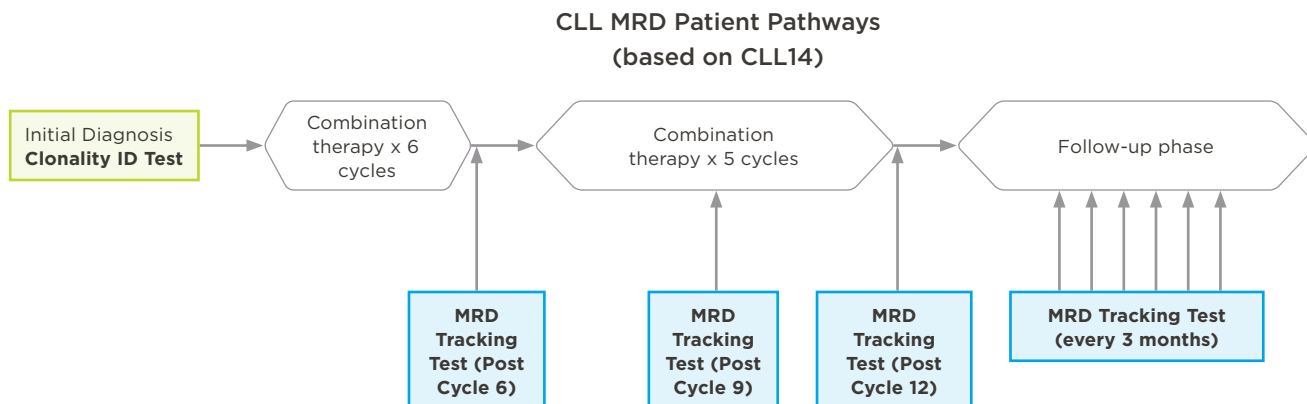 CLL MRD Patient Pathways
(based on CLL14)
Initial Diagnosis
Clonality ID Test
Combination
therapy x 6
cycles
Combination
therapy x 5 cycles
Follow-up phase
MRD
Tracking
Test (Post
Cycle 6)
MRD
Tracking
Test (Post
Cycle 9)
MRD
Tracking
Test (Post
Cycle 12)
MRD Tracking Test
(every 3 months)